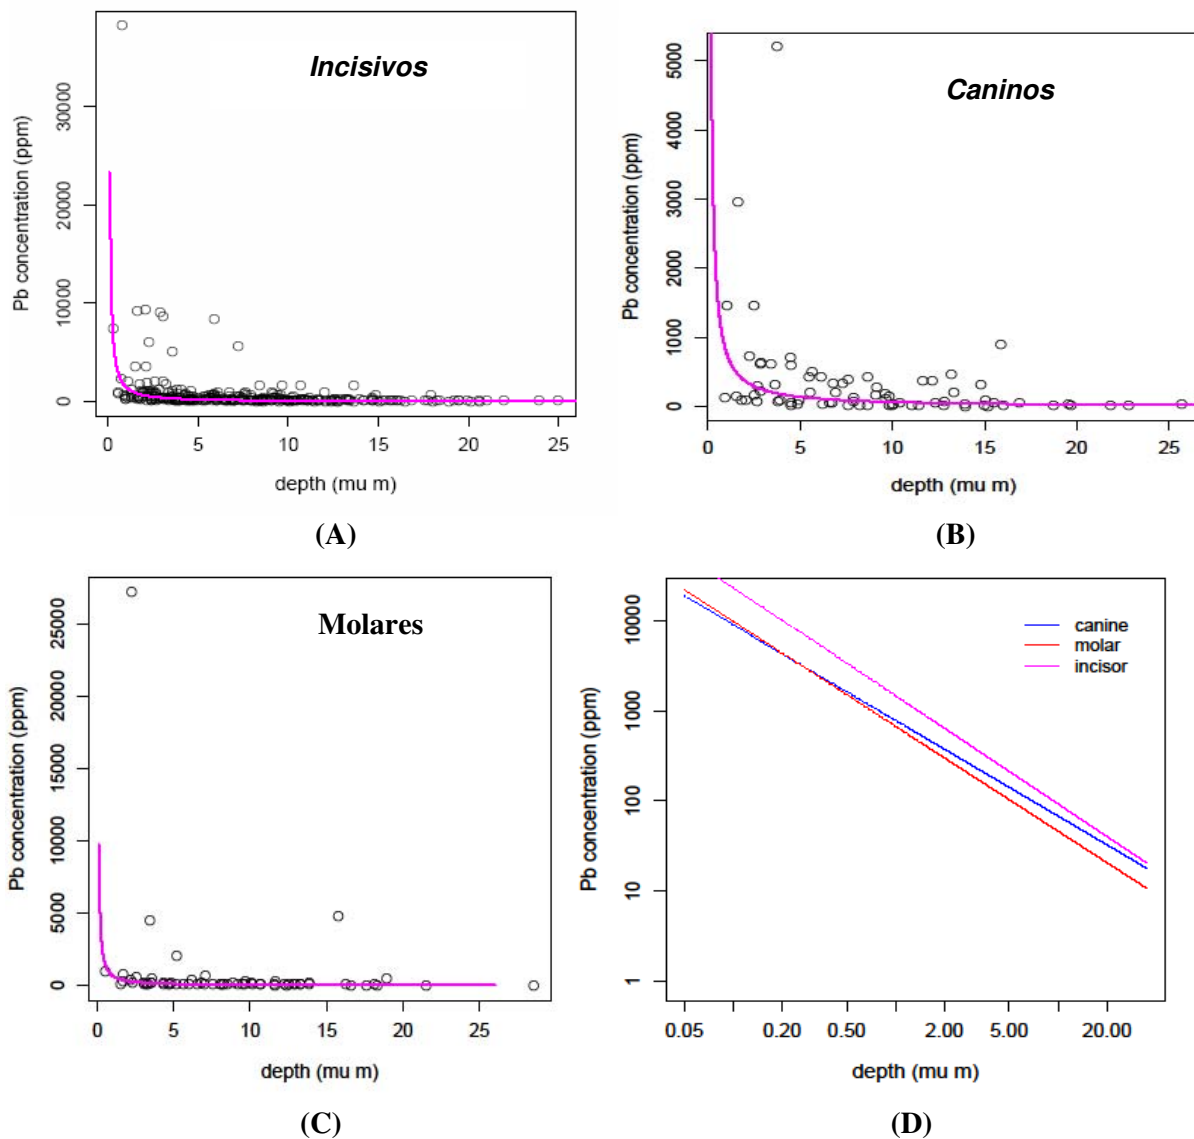 Incisivos
Pb concentration (ppm)
0 10000 20000 30000
0 5 10 15 20 25
depth (mu m)
(A)
Caninos
Pb concentration (ppm)
0 1000 2000 3000 4000 5000
0 5 10 15 20 25
depth (mu m)
(B)
Molares
Pb concentration (ppm)
0 5000 10000 15000 20000 25000
0 5 10 15 20 25
depth (mu m)
(C)
canine
molar
incisor
Pb concentration (ppm)
1 10 100 1000 10000
0.05 0.20 0.50 2.00 5.00 20.00
depth (mu m)
(D)